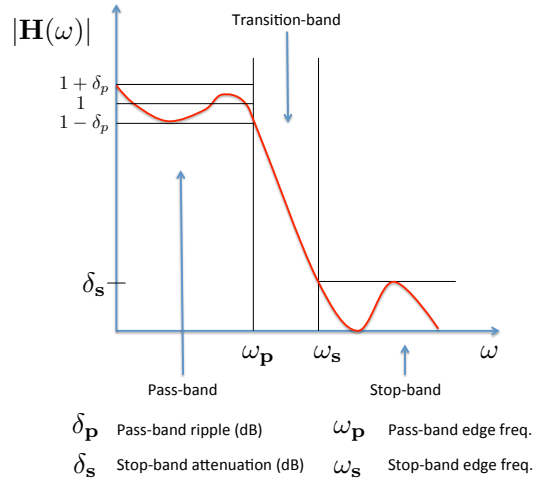 |H(ω)|
Transition-band
1 + δp
1
1 − δp
δs
ωp
ωs
ω
Pass-band
Stop-band
δp Pass-band ripple (dB) ωp Pass-band edge freq.
δs Stop-band attenuation (dB) ωs Stop-band edge freq.